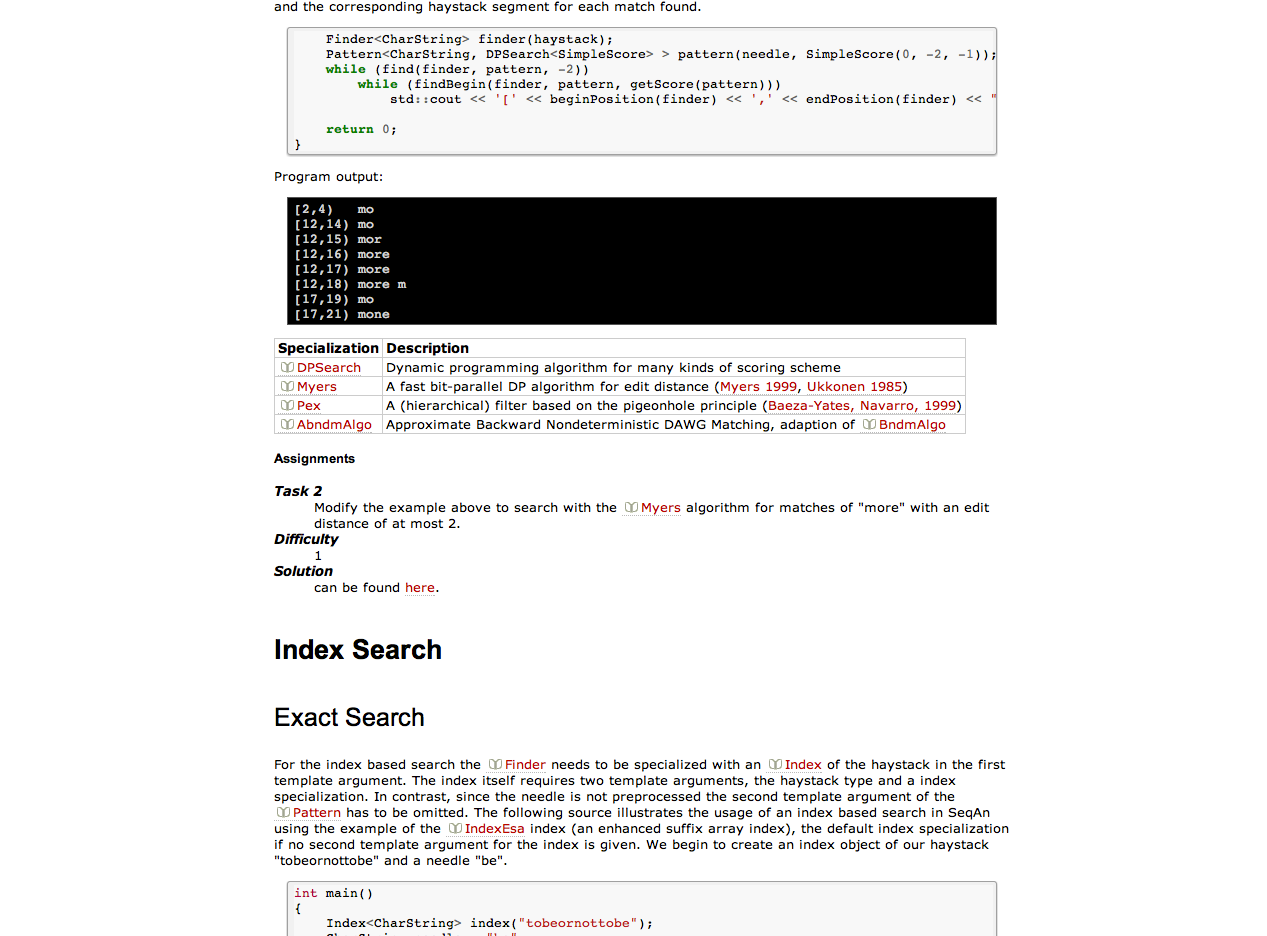 and the corresponding haystack segment for each match found.
Finder<CharString> finder(haystack);
Pattern<CharString, DPSearch<SimpleScore> > pattern(needle, SimpleScore(0, -2, -1));
while (find(finder, pattern, -2))
while (findBegin(finder, pattern, getScore(pattern)))
std::cout << '[' << beginPosition(finder) << ',' << endPosition(finder) << "
return 0;
}
Program output:
[2,4)   mo
[12,14) mo
[12,15) mor
[12,16) more
[12,17) more
[12,18) more m
[17,19) mo
[17,21) mone
Specialization Description
DPSearch Dynamic programming algorithm for many kinds of scoring scheme
Myers A fast bit-parallel DP algorithm for edit distance (Myers 1999, Ukkonen 1985)
Pex A (hierarchical) filter based on the pigeonhole principle (Baeza-Yates, Navarro, 1999)
AbndmAlgo Approximate Backward Nondeterministic DAWG Matching, adaption of BndmAlgo
Assignments
Task 2
Modify the example above to search with the Myers algorithm for matches of "more" with an edit
distance of at most 2.
Difficulty
1
Solution
can be found here.
Index Search
Exact Search
For the index based search the Finder needs to be specialized with an Index of the haystack in the first
template argument. The index itself requires two template arguments, the haystack type and a index
specialization. In contrast, since the needle is not preprocessed the second template argument of the
Pattern has to be omitted. The following source illustrates the usage of an index based search in SeqAn
using the example of the IndexEsa index (an enhanced suffix array index), the default index specialization
if no second template argument for the index is given. We begin to create an index object of our haystack
"tobeornottobe" and a needle "be".
int main()
{
Index<CharString> index("tobeornottobe");